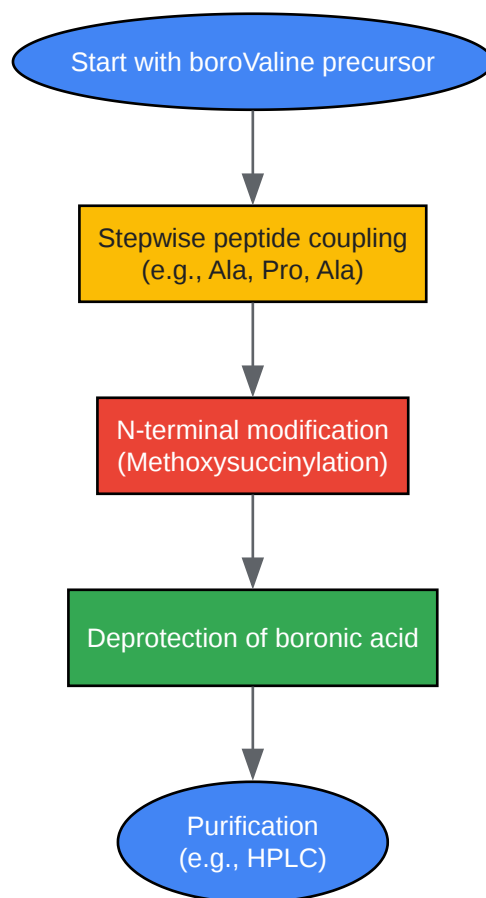 Start with boroValine precursor
Stepwise peptide coupling
(e.g., Ala, Pro, Ala)
N-terminal modification
(Methoxysuccinylation)
Deprotection of boronic acid
Purification
(e.g., HPLC)